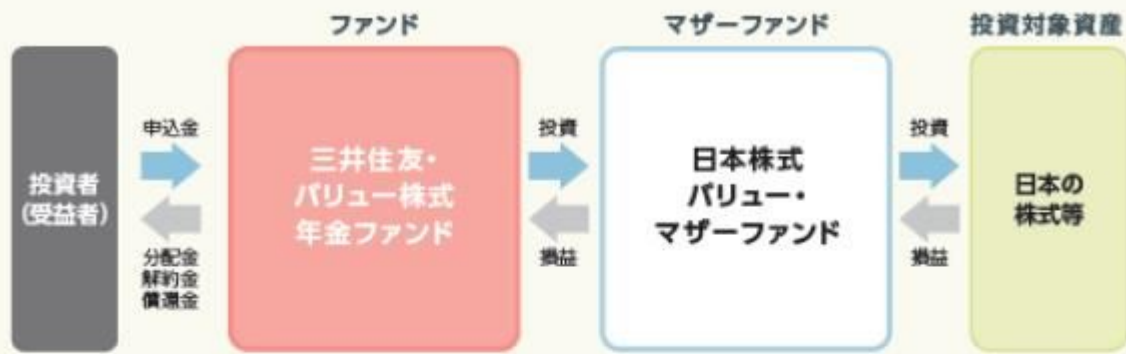 ファンド
マザーファンド
投資対象資産
投資者
(受益者)
申込金
分配金
解約金
償還金
三井住友・
バリュー株式
年金ファンド
投資
損益
日本株式
バリュー・
マザーファンド
投資
損益
日本の
株式等